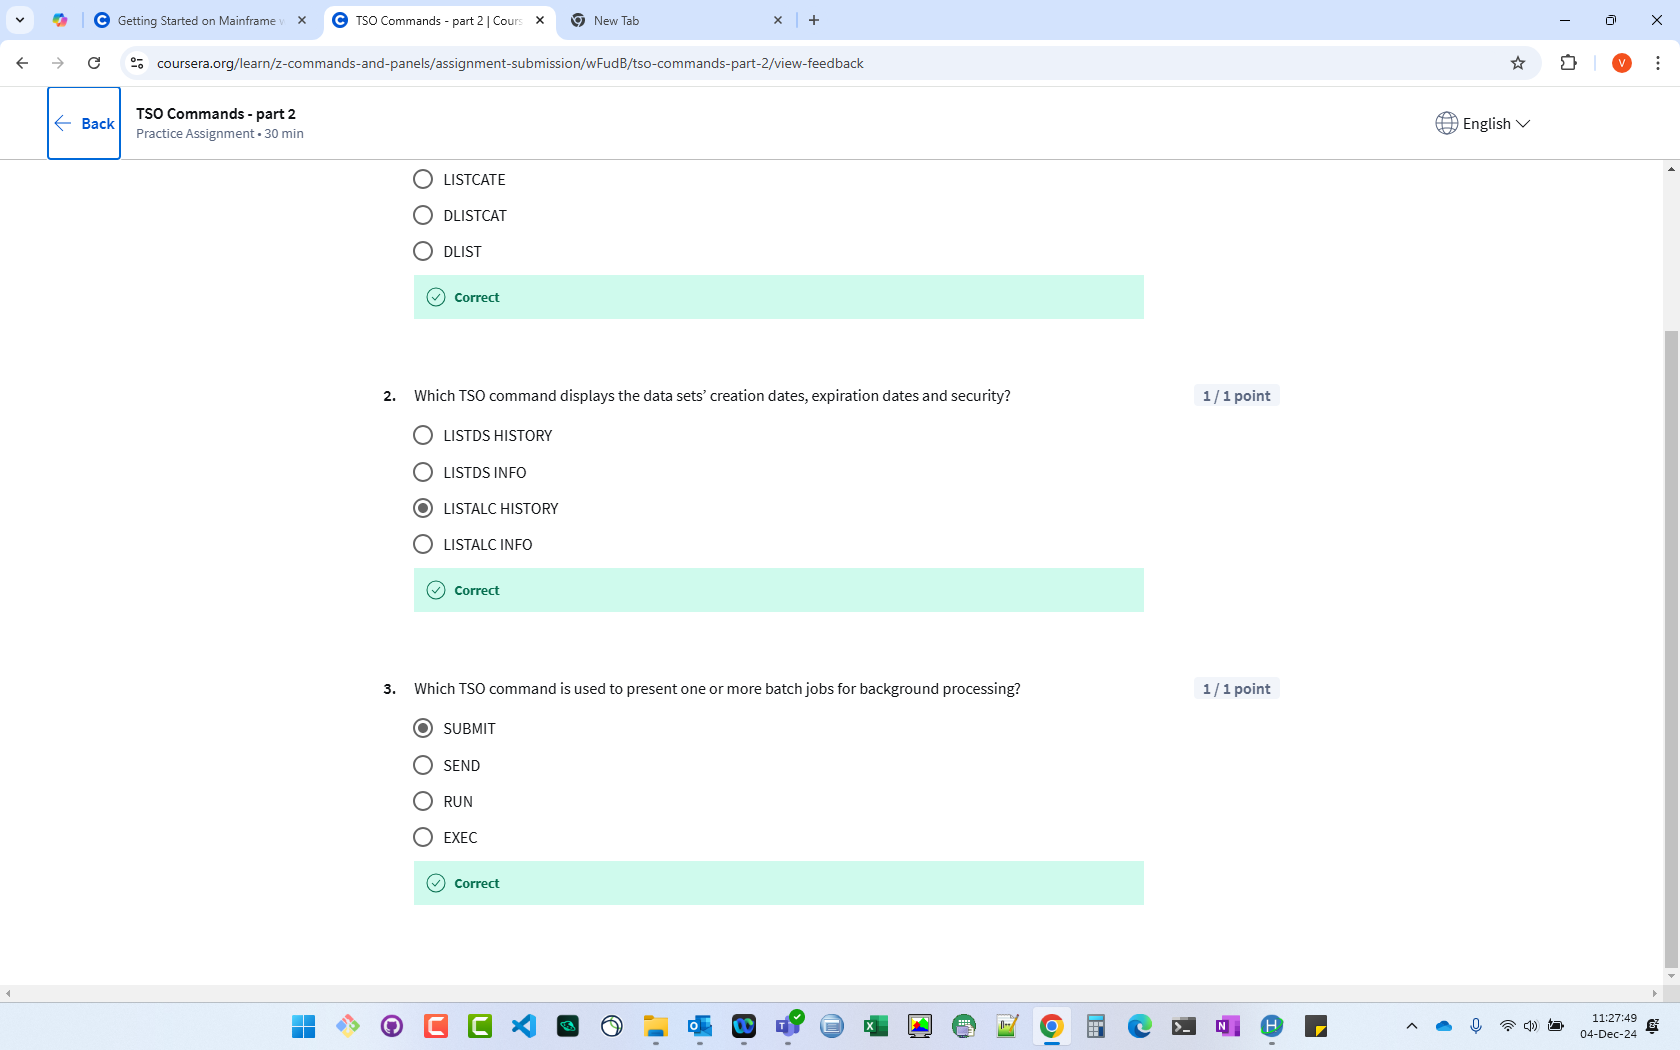 Getting Started on Mainframe
TSO Commands - part 2 | Cours
New Tab
coursera.org/learn/z-commands-and-panels/assignment-submission/wFudB/tso-commands-part-2/view-feedback
V
Back
TSO Commands - part 2
Practice Assignment • 30 min
English
LISTCATE
DLISTCAT
DLIST
Correct
2. Which TSO command displays the data sets’ creation dates, expiration dates and security? 1 / 1 point
LISTDS HISTORY
LISTDS INFO
LISTALC HISTORY
LISTALC INFO
Correct
3. Which TSO command is used to present one or more batch jobs for background processing? 1 / 1 point
SUBMIT
SEND
RUN
EXEC
Correct
11:27:49
04-Dec-24